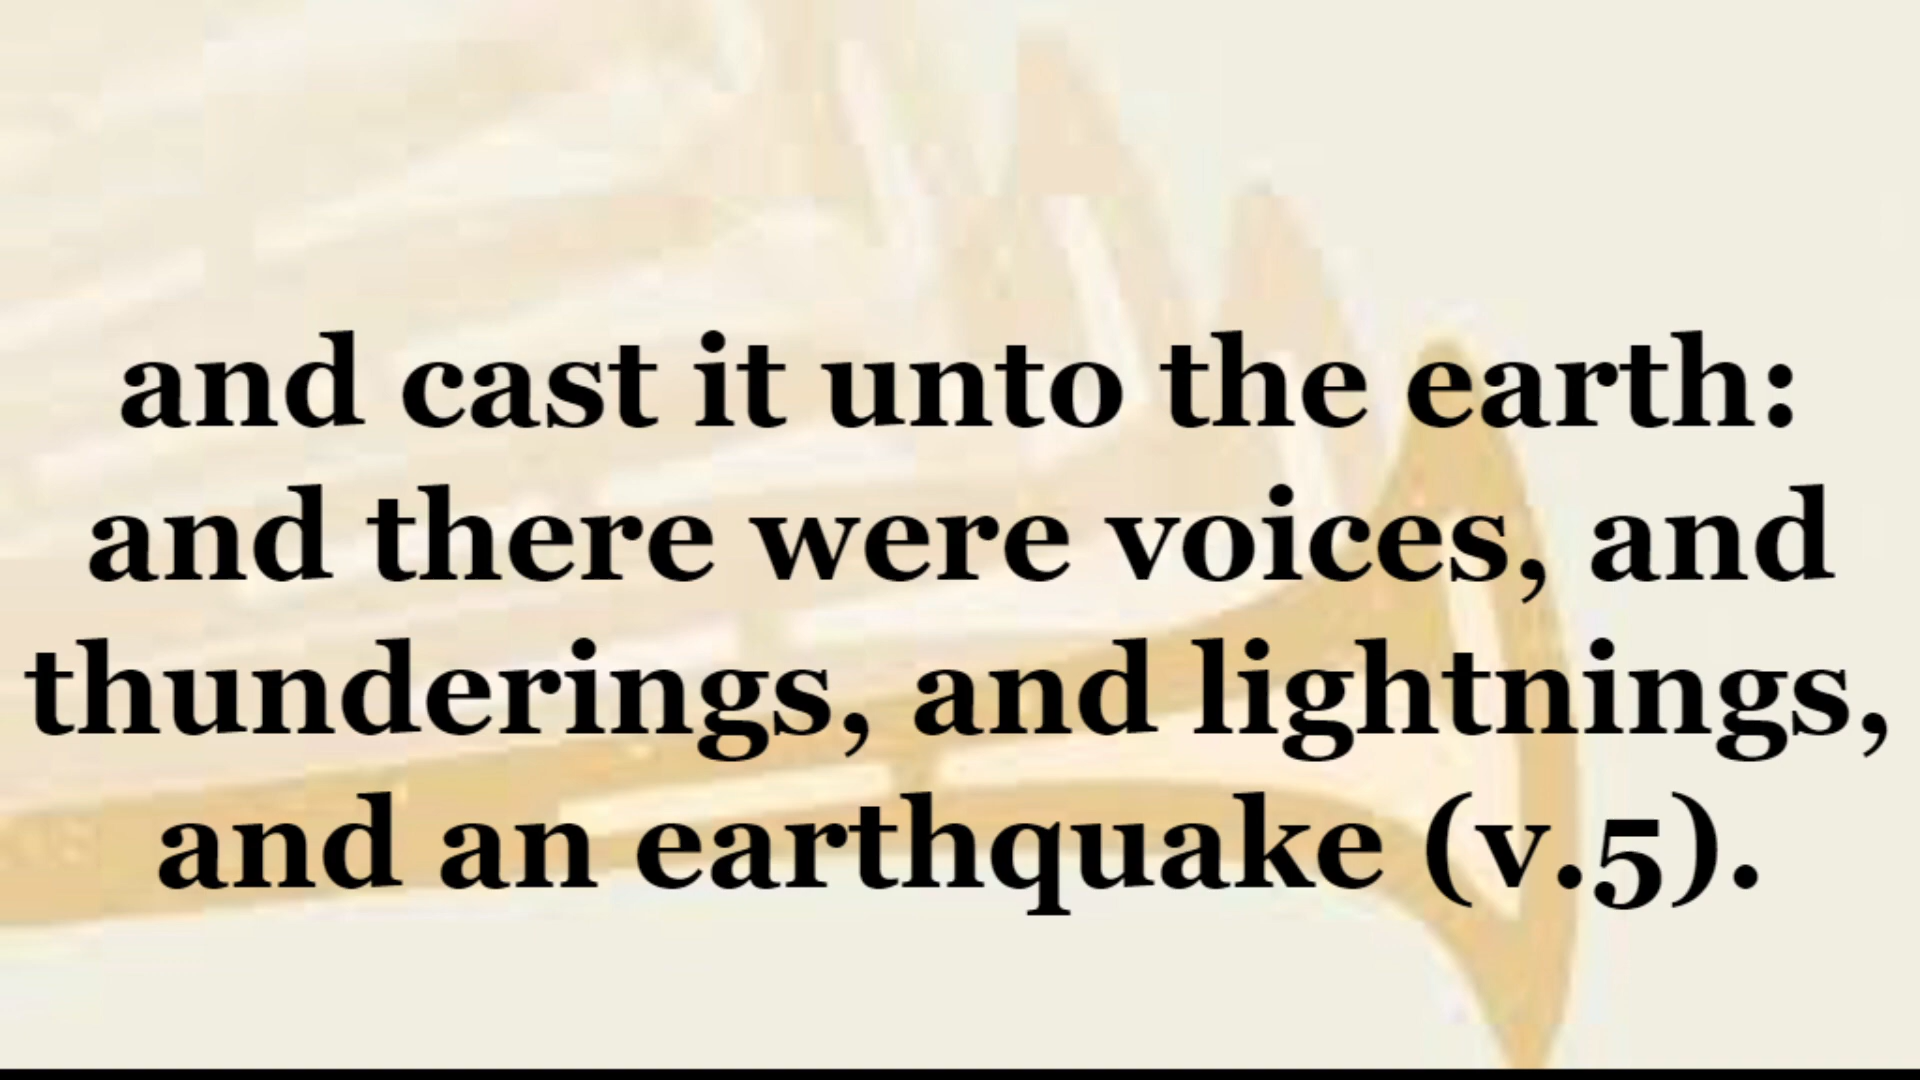 and cast it unto the earth:
and there were voices, and
thunderings, and lightnings,
and an earthquake (v.5).